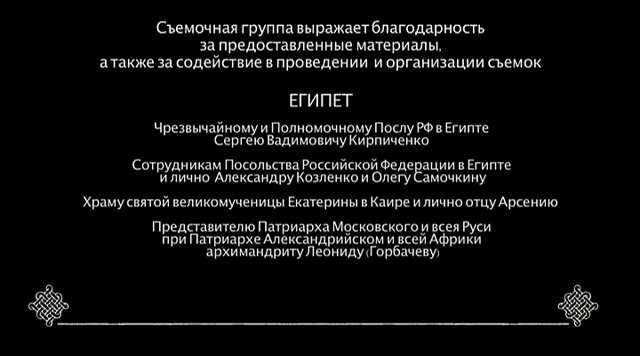 Съемочная группа выражает благодарность
за предоставленные материалы,
а также за содействие в проведении и организации съемок
ЕГИПЕТ
Чрезвычайному и Полномочному Послу РФ в Египте
Сергею Вадимовичу Кирпиченко
Сотрудникам Посольства Российской Федерации в Египте
и лично Александру Козленко и Олегу Самочкину
Храму святой великомученицы Екатерины в Каире и лично отцу Арсению
Представителю Патриарха Московского и всея Руси
при Патриархе Александрийском и всей Африки
архимандриту Леониду (Горбачеву)